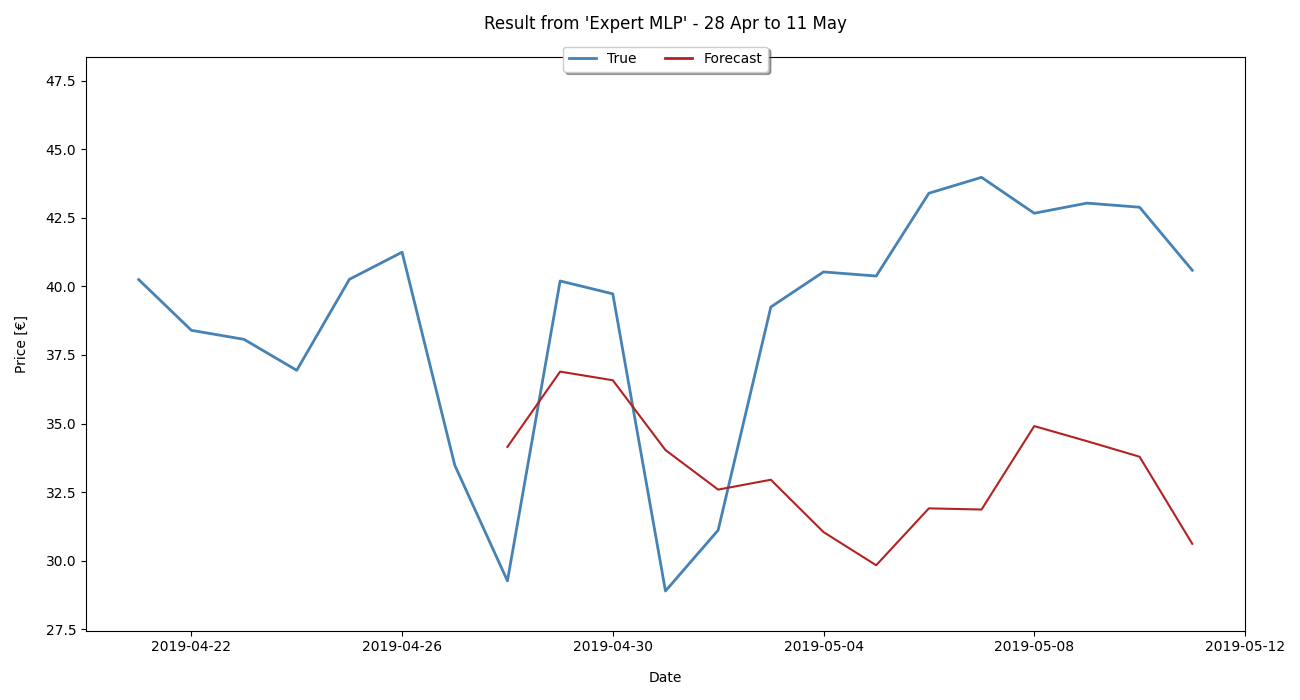 Result from 'Expert MLP' - 28 Apr to 11 May
True Forecast
47.5
45.0
42.5
40.0
37.5
35.0
32.5
30.0
27.5
Price [€]
2019-04-22 2019-04-26 2019-04-30 2019-05-04 2019-05-08 2019-05-12
Date